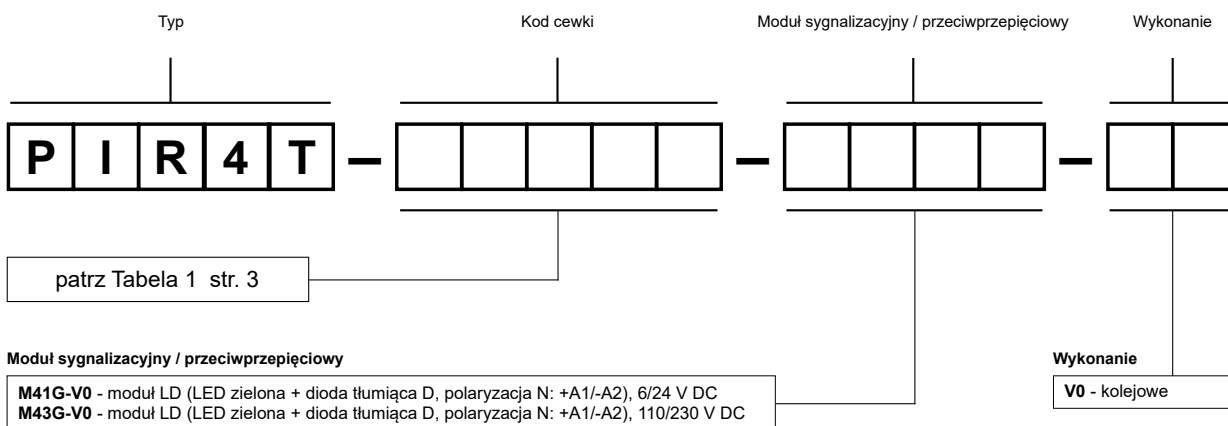 Typ
Kod cewki
Moduł sygnalizacyjny / przeciwprzepięciowy
Wykonanie
P I R 4 T – – –
patrz Tabela 1 str. 3
Moduł sygnalizacyjny / przeciwprzepięciowy
M41G-V0 - moduł LD (LED zielona + dioda tłumiąca D, polaryzacja N: +A1/-A2), 6/24 V DC
M43G-V0 - moduł LD (LED zielona + dioda tłumiąca D, polaryzacja N: +A1/-A2), 110/230 V DC
Wykonanie
V0 - kolejowe